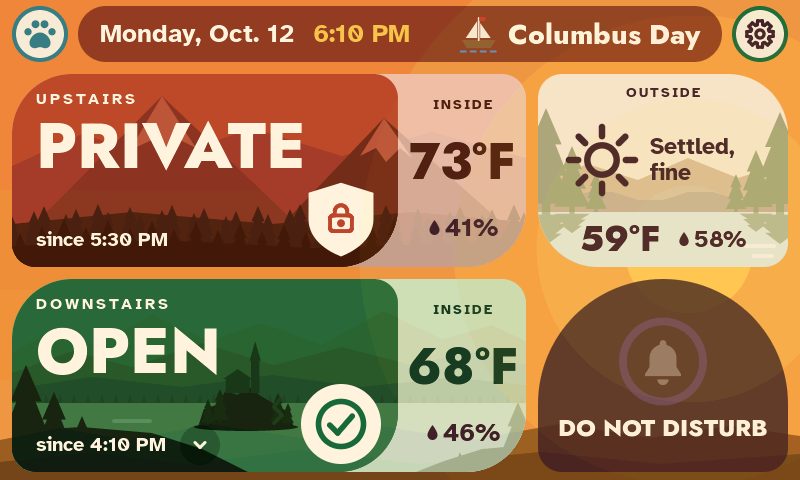 Monday, Oct. 12 6:10 PM Columbus Day
UPSTAIRS
PRIVATE
since 5:30 PM
INSIDE
73°F
41%
OUTSIDE
Settled,
fine
59°F 58%
DOWNSTAIRS
OPEN
since 4:10 PM
INSIDE
68°F
46%
DO NOT DISTURB